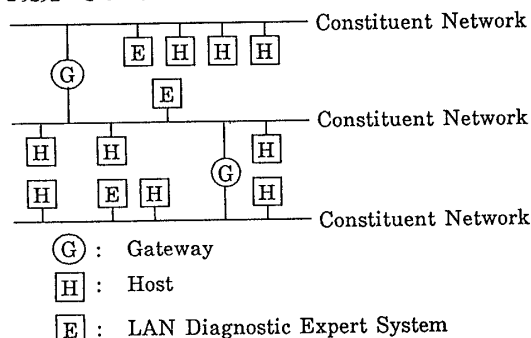 Constituent Network
E H H H
G
E
Constituent Network
H H H
G
H E H H
Constituent Network
G : Gateway
H : Host
E : LAN Diagnostic Expert System